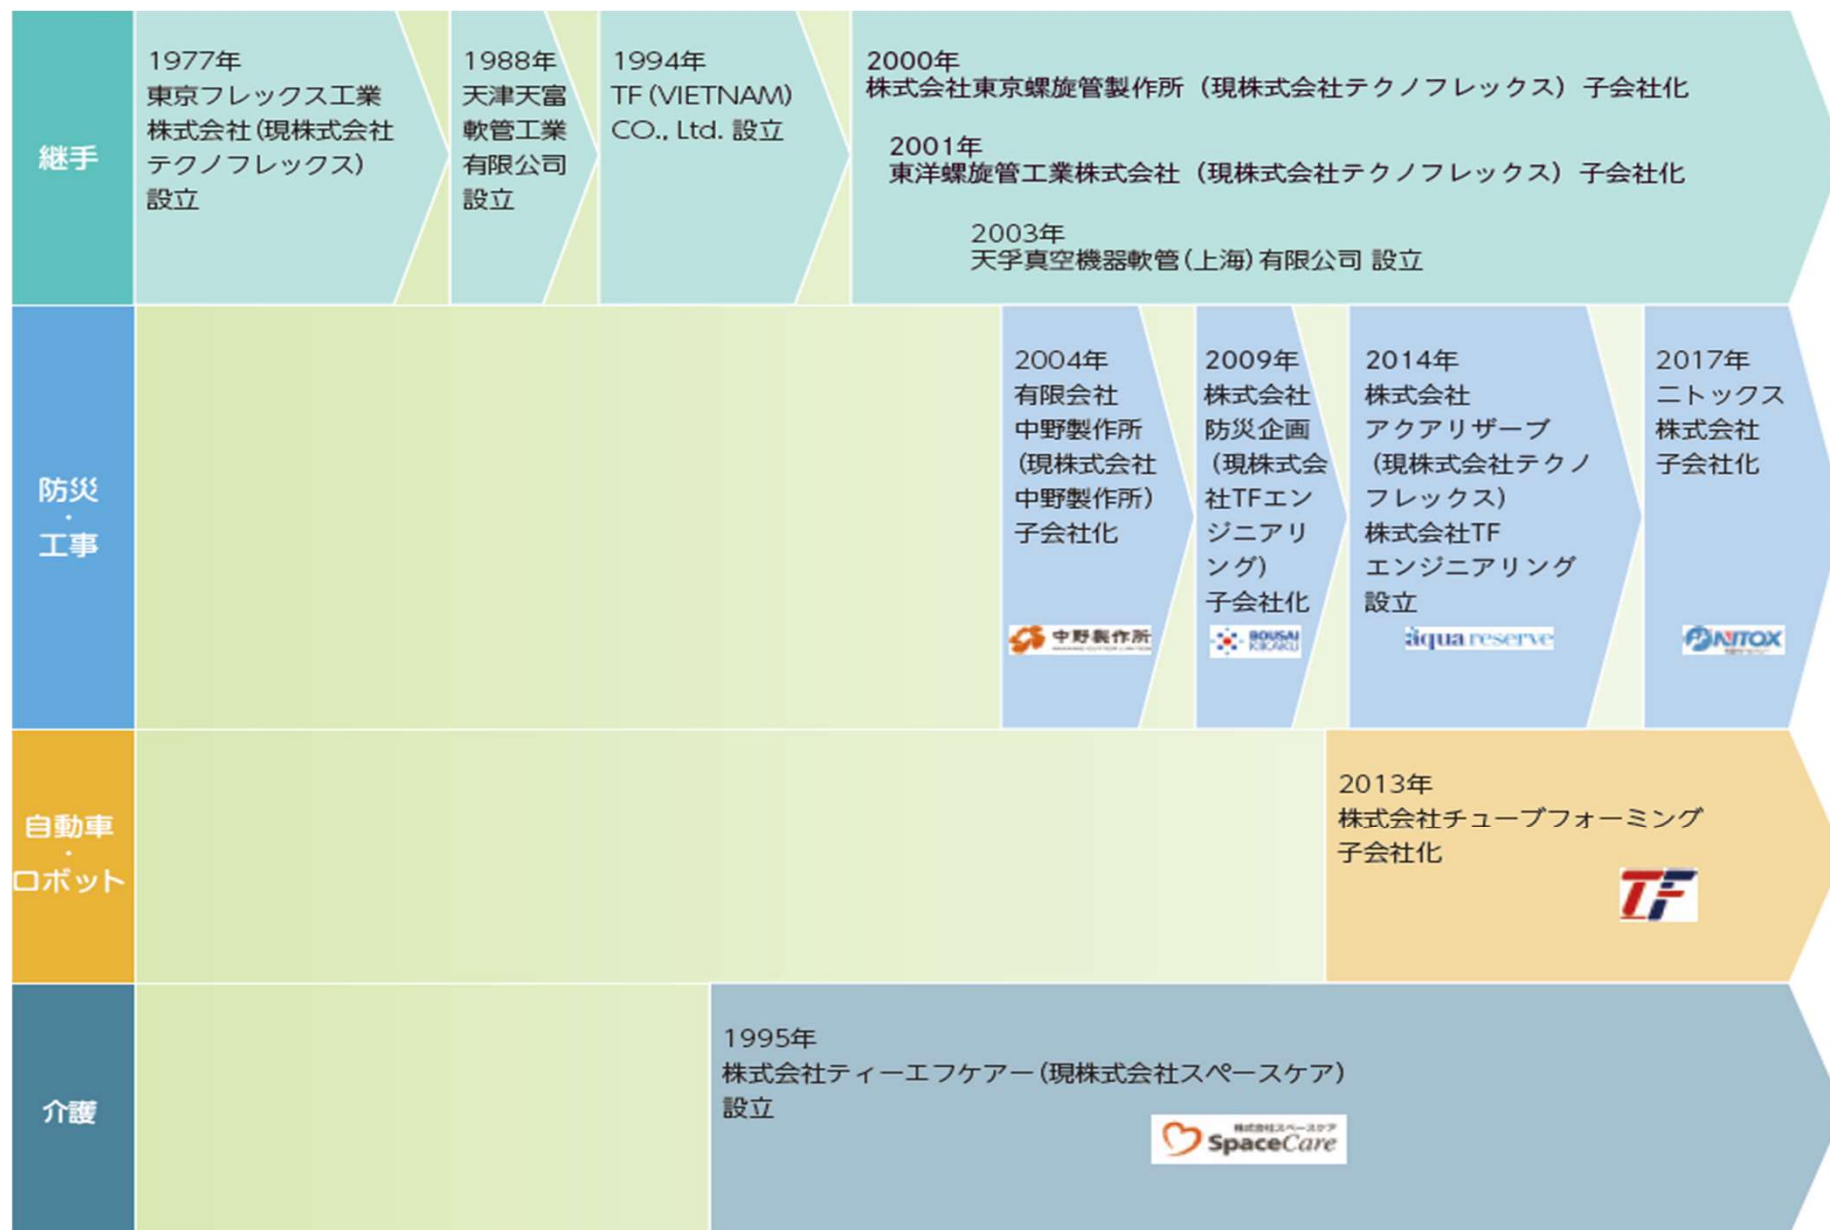 継手
1977年
東京フレックス工業
株式会社(現株式会社
テクノフレックス)
設立
1988年
天津天富
軟管工業
有限公司
設立
1994年
TF(VIETNAM)
CO., Ltd. 設立
2000年
株式会社東京螺旋管製作所（現株式会社テクノフレックス）子会社化
2001年
東洋螺旋管工業株式会社（現株式会社テクノフレックス）子会社化
2003年
天孚真空機器軟管(上海)有限公司 設立
防災
・
工事
2004年
有限会社
中野製作所
(現株式会社
中野製作所)
子会社化
中野製作所
2009年
株式会社
防災企画
(現株式会
社TFエン
ジニアリ
ング)
子会社化
BOUSAI
KIKAKU
2014年
株式会社
アクアリザーブ
(現株式会社テクノ
フレックス)
株式会社TF
エンジニアリング
設立
aqua reserve
2017年
ニトックス
株式会社
子会社化
NITOX
自動車
・
ロボット
2013年
株式会社チューブフォーミング
子会社化
TF
介護
1995年
株式会社ティーエフケアー(現株式会社スペースケア)
設立
株式会社スペースケア
SpaceCare